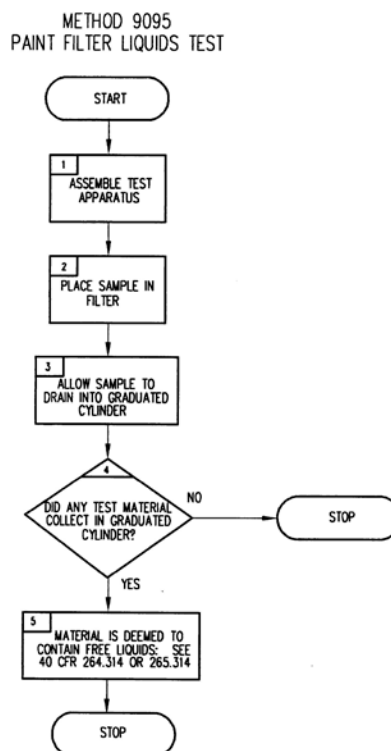 METHOD 9095
PAINT FILTER LIQUIDS TEST
START
1
ASSEMBLE TEST
APPARATUS
2
PLACE SAMPLE IN
FILTER
3
ALLOW SAMPLE TO
DRAIN INTO GRADUATED
CYLINDER
4
DID ANY TEST MATERIAL
COLLECT IN GRADUATED
CYLINDER?
NO
STOP
YES
5
MATERIAL IS DEEMED TO
CONTAIN FREE LIQUIDS: SEE
40 CFR 264.314 OR 265.314
STOP